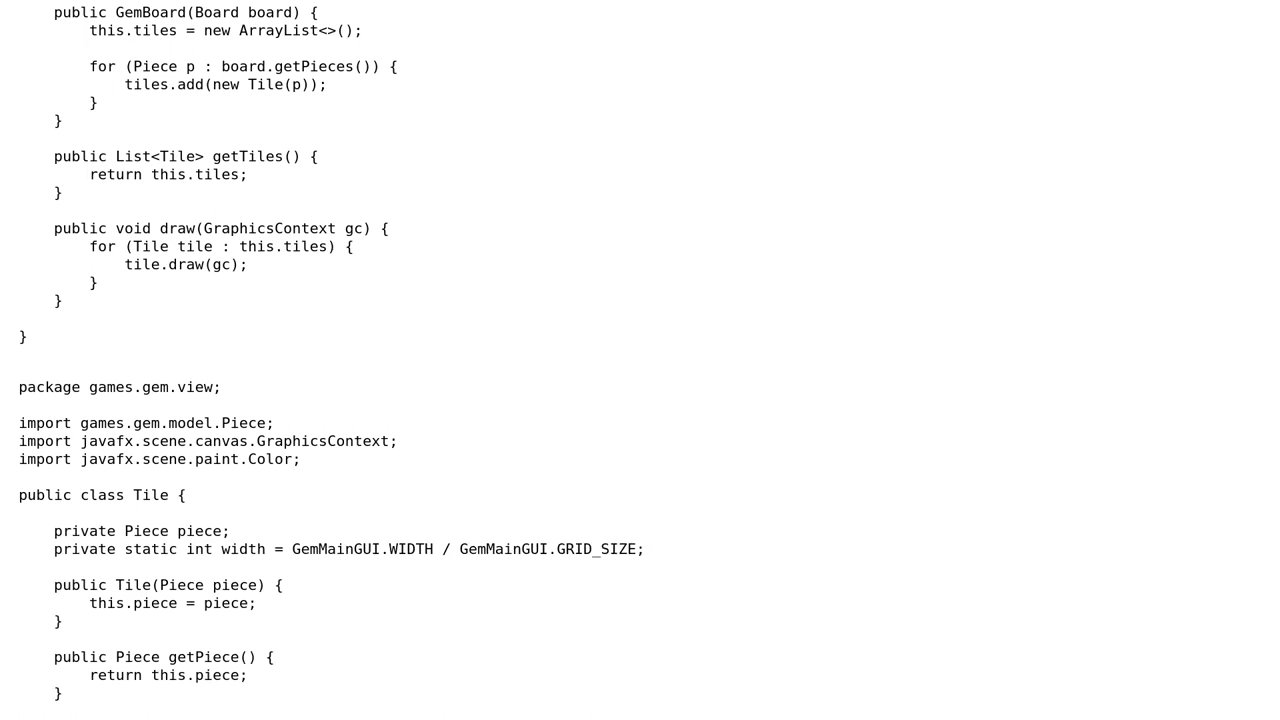 public GemBoard(Board board) {
        this.tiles = new ArrayList<>();

        for (Piece p : board.getPieces()) {
            tiles.add(new Tile(p));
        }
    }

    public List<Tile> getTiles() {
        return this.tiles;
    }

    public void draw(GraphicsContext gc) {
        for (Tile tile : this.tiles) {
            tile.draw(gc);
        }
    }

}

package games.gem.view;

import games.gem.model.Piece;
import javafx.scene.canvas.GraphicsContext;
import javafx.scene.paint.Color;

public class Tile {

    private Piece piece;
    private static int width = GemMainGUI.WIDTH / GemMainGUI.GRID_SIZE;

    public Tile(Piece piece) {
        this.piece = piece;
    }

    public Piece getPiece() {
        return this.piece;
    }